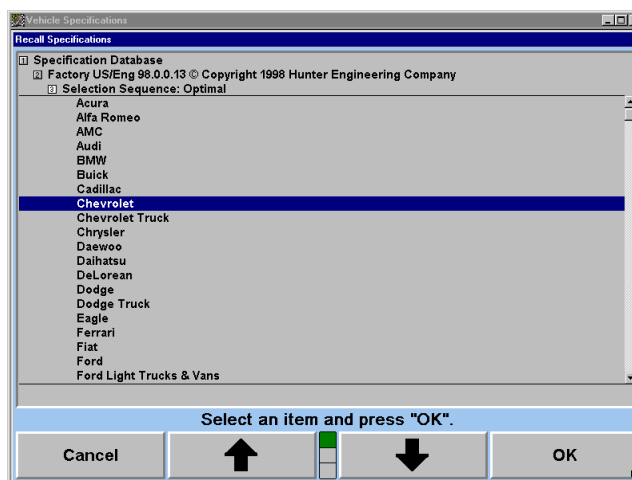 Vehicle Specifications
Recall Specifications
1 Specification Database
2 Factory US/Eng 98.0.0.13 © Copyright 1998 Hunter Engineering Company
3 Selection Sequence: Optimal
Acura
Alfa Romeo
AMC
Audi
BMW
Buick
Cadillac
Chevrolet
Chevrolet Truck
Chrysler
Daewoo
Daihatsu
DeLorean
Dodge
Dodge Truck
Eagle
Ferrari
Fiat
Ford
Ford Light Trucks & Vans
Select an item and press "OK".
Cancel
OK